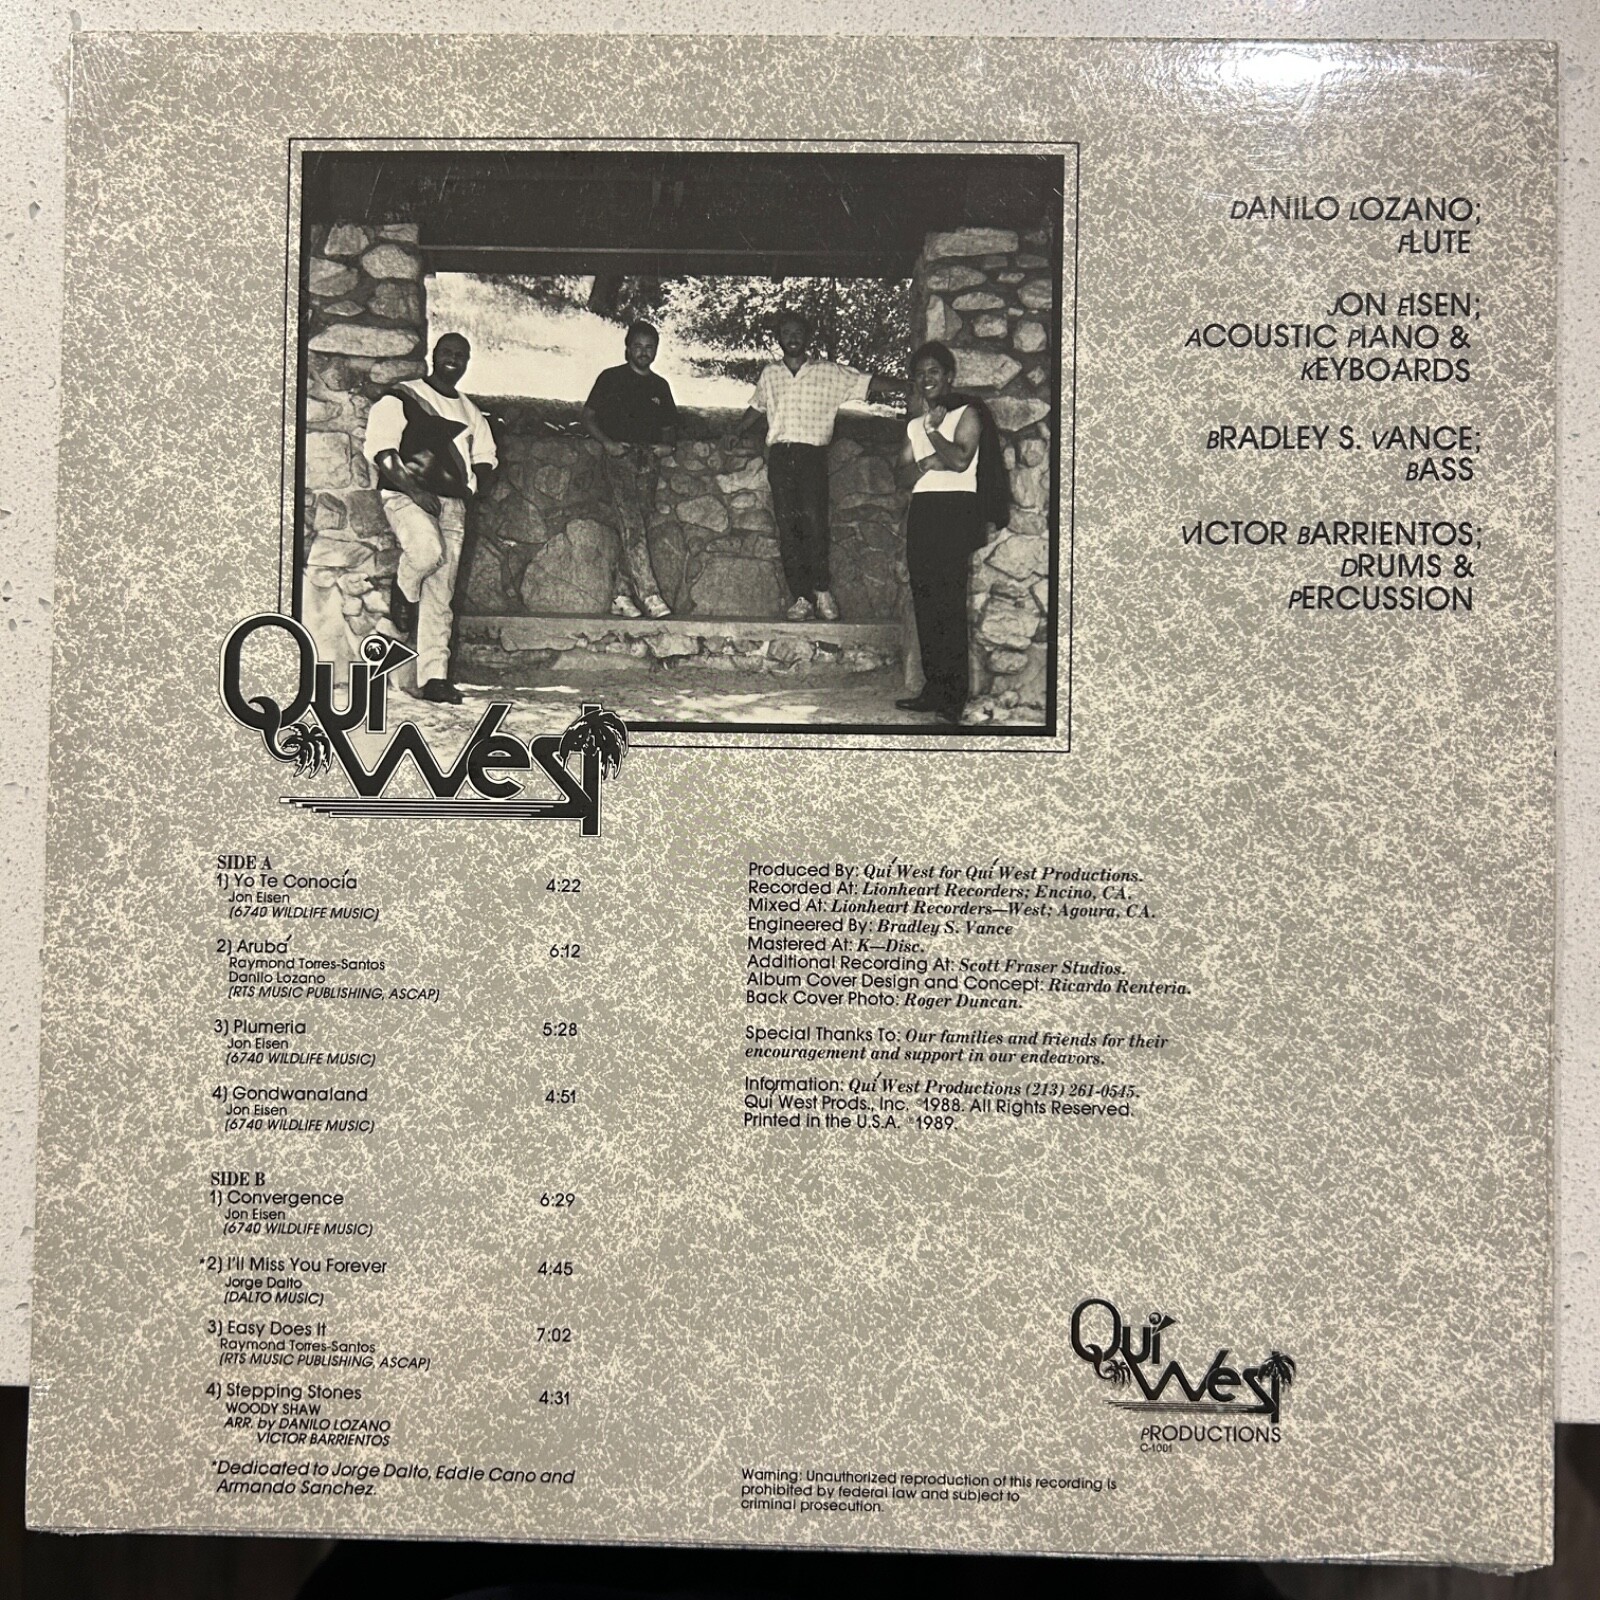 DANILO LOZANO;
FLUTE
JON EISEN;
ACOUSTIC PIANO &
KEYBOARDS
BRADLEY S. VANCE;
BASS
VICTOR BARRIENTOS;
DRUMS &
PERCUSSION
Quí
West
SIDE A
1) Yo Te Conocía 4:22
Jon Eisen
(6740 WILDLIFE MUSIC)
2) Arubá 6:12
Raymond Torres-Santos
Danilo Lozano
(RTS MUSIC PUBLISHING, ASCAP)
3) Plumeria 5:28
Jon Eisen
(6740 WILDLIFE MUSIC)
4) Gondwanaland 4:51
Jon Eisen
(6740 WILDLIFE MUSIC)
SIDE B
1) Convergence 6:29
Jon Eisen
(6740 WILDLIFE MUSIC)
*2) I'll Miss You Forever 4:45
Jorge Dalto
(DALTO MUSIC)
3) Easy Does It 7:02
Raymond Torres-Santos
(RTS MUSIC PUBLISHING, ASCAP)
4) Stepping Stones 4:31
WOODY SHAW
ARR. by DANILO LOZANO
VICTOR BARRIENTOS
*Dedicated to Jorge Dalto, Eddie Cano and
Armando Sanchez.
Produced By: Quí West for Quí West Productions.
Recorded At: Lionheart Recorders; Encino, CA.
Mixed At: Lionheart Recorders—West; Agoura, CA.
Engineered By: Bradley S. Vance
Mastered At: K—Disc.
Additional Recording At: Scott Fraser Studios.
Album Cover Design and Concept: Ricardo Renteria.
Back Cover Photo: Roger Duncan.
Special Thanks To: Our families and friends for their
encouragement and support in our endeavors.
Information: Quí West Productions (213) 261-0545.
Quí West Prods., Inc. ©1988. All Rights Reserved.
Printed in the U.S.A. ©1989.
Quí
West
PRODUCTIONS
C-1001
Warning: Unauthorized reproduction of this recording is
prohibited by federal law and subject to
criminal prosecution.